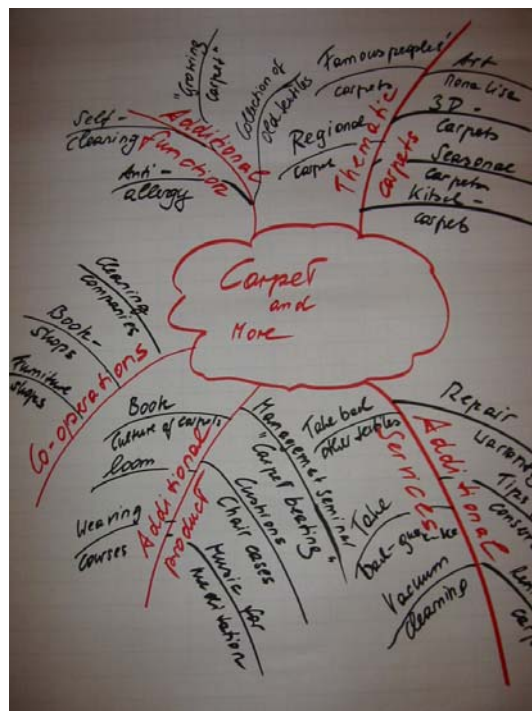 Carpet
and
More
Additional
function
"Growing
Carpet"
Self-
cleaning
Anti-
allergy
Collection of
old textiles
Thematic
carpets
Famous peoples'
carpets
Regional
carpet
Art
Mona Lisa
3D-
carpets
Seasonal
carpets
Kitsch-
carpets
Co-operations
Cleaning
companies
Book-
shops
Furniture
shops
Additional
product
Book
Culture of carpets
loom
Weaving
courses
Management seminar
"Carpet beating
"
Cushions
Chair cases
Music for
meditation
Additional
Services
Take back
other textiles
Take
Vacuum
cleaning
Repair